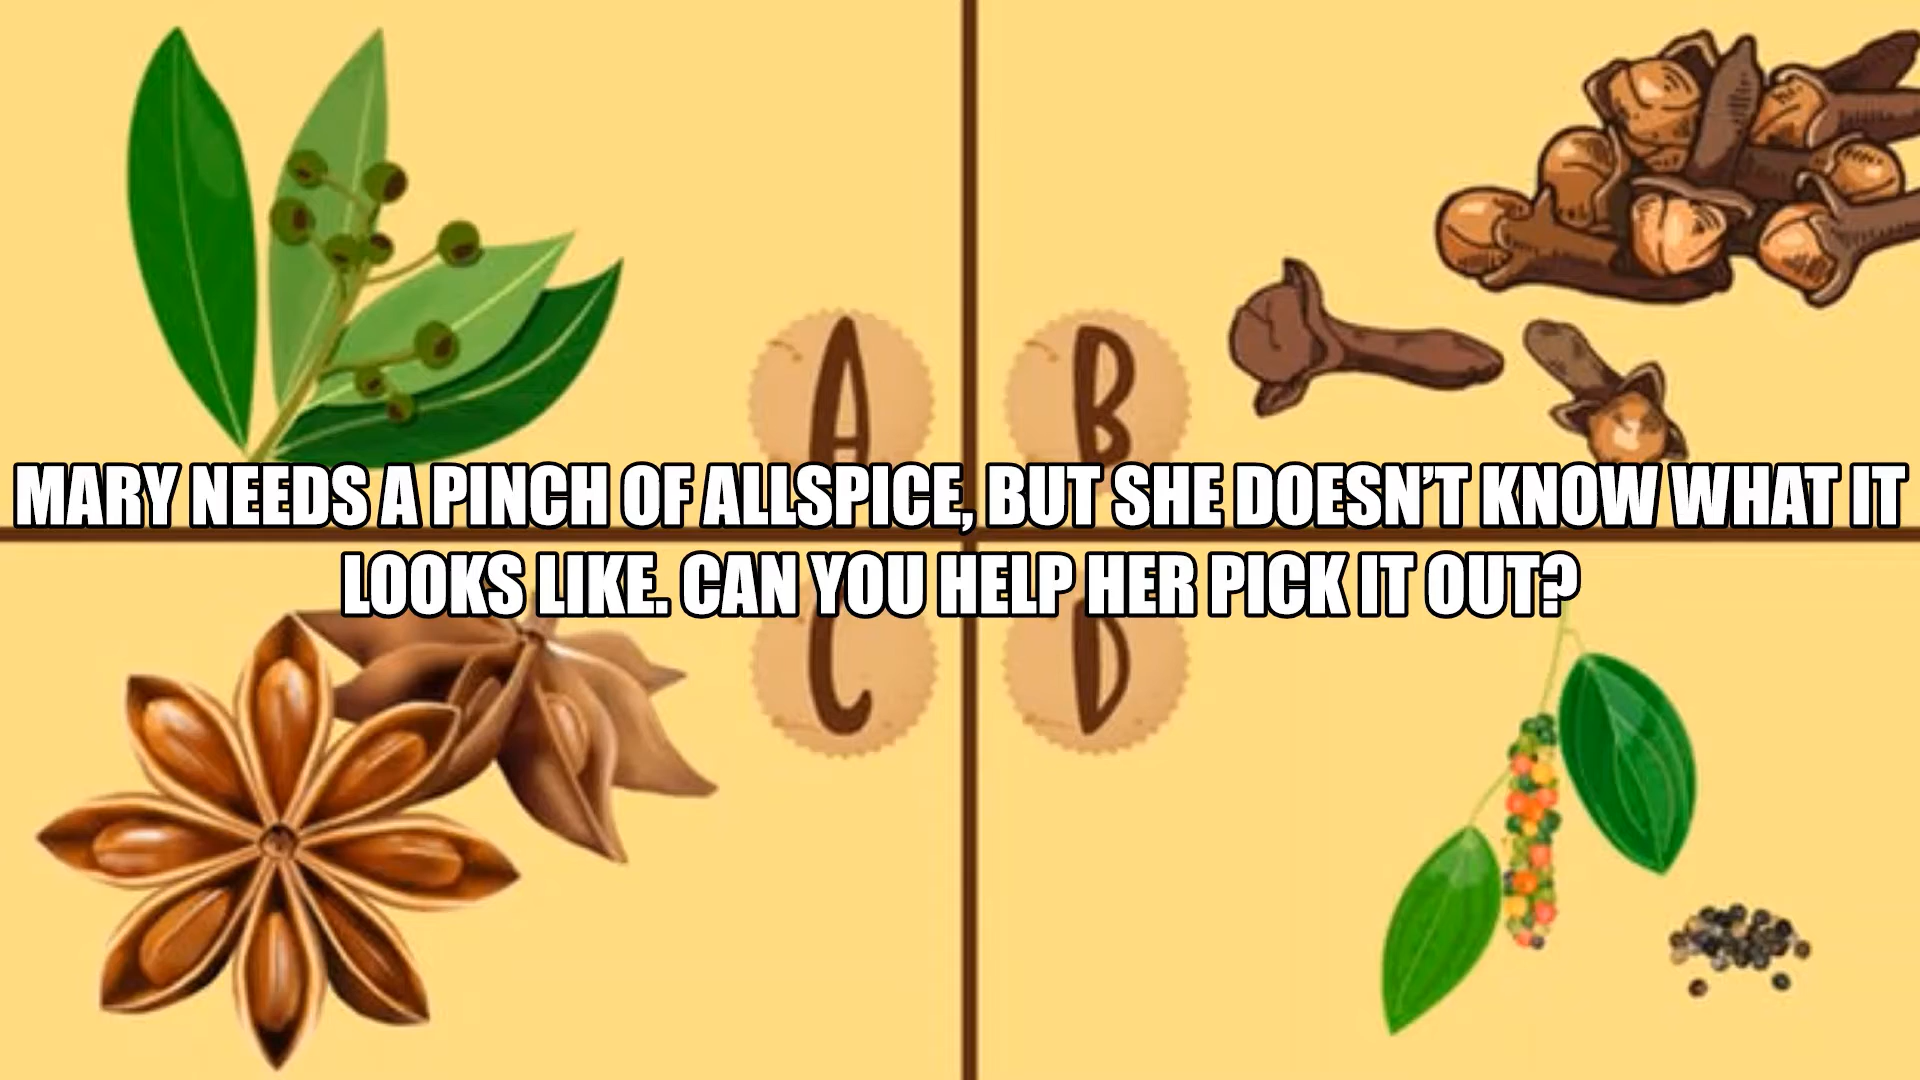 A
B
MARY NEEDS A PINCH OF ALLSPICE, BUT SHE DOESN'T KNOW WHAT IT
LOOKS LIKE. CAN YOU HELP HER PICK IT OUT?
C
D